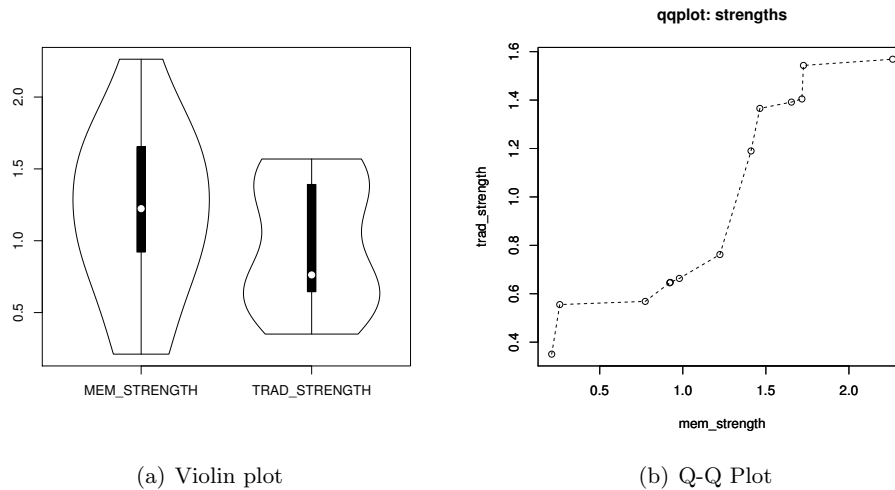 2.0
1.5
1.0
0.5
MEM_STRENGTH TRAD_STRENGTH
(a) Violin plot
qqplot: strengths
trad_strength
1.6
1.4
1.2
1.0
0.8
0.6
0.4
0.5 1.0 1.5 2.0
mem_strength
(b) Q-Q Plot